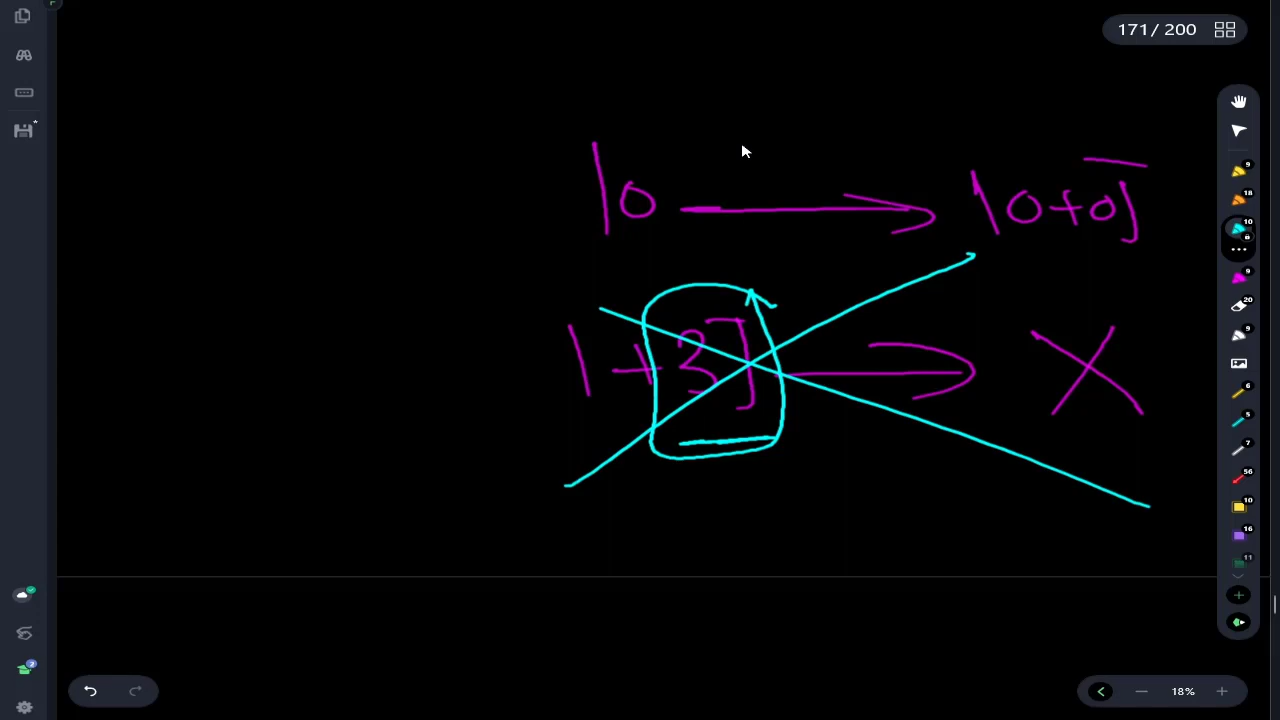 171 / 200
10 → 10+0j
1+3j → X
18%